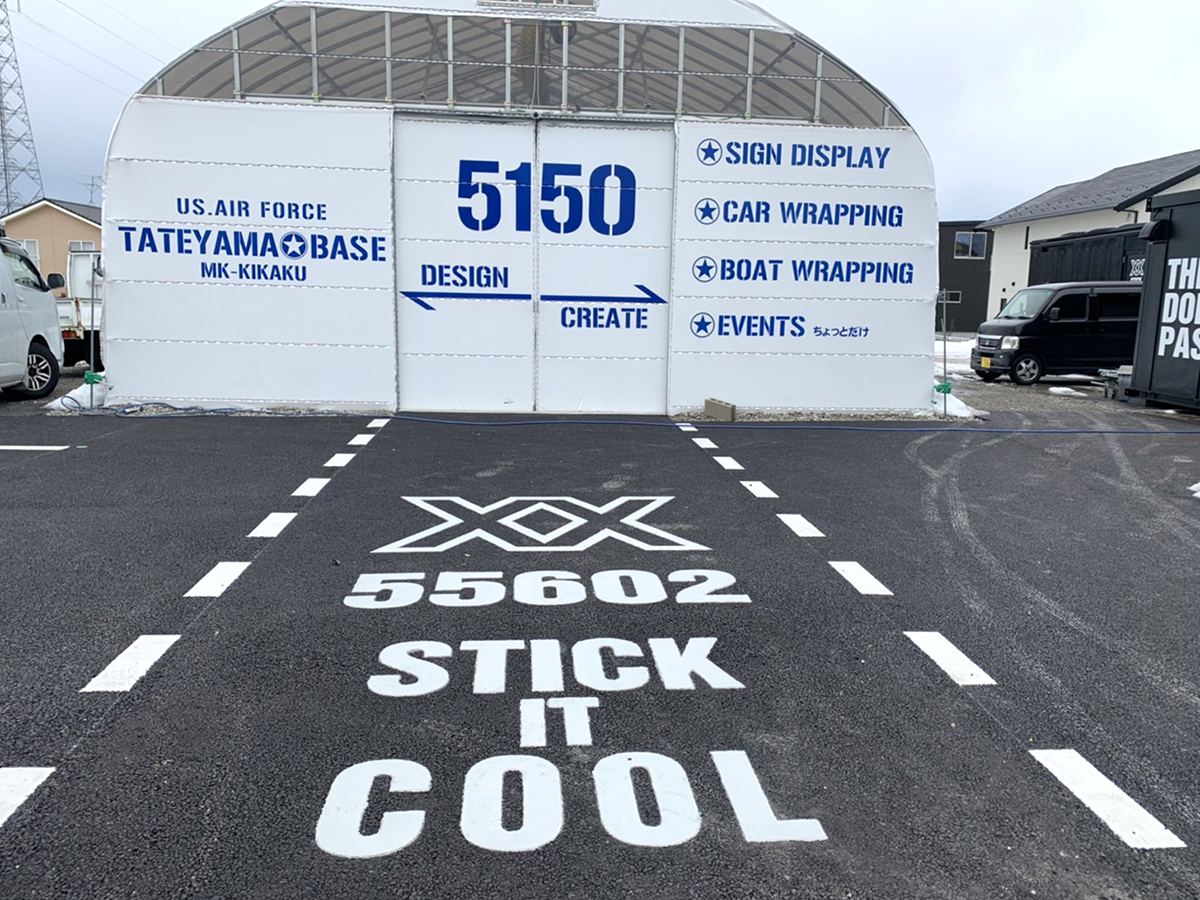 US.AIR FORCE
TATEYAMA BASE
MK-KIKAKU
5150
DESIGN
CREATE
SIGN DISPLAY
CAR WRAPPING
BOAT WRAPPING
EVENTS ちょっとだけ
XX
55602
STICK
IT
COOL